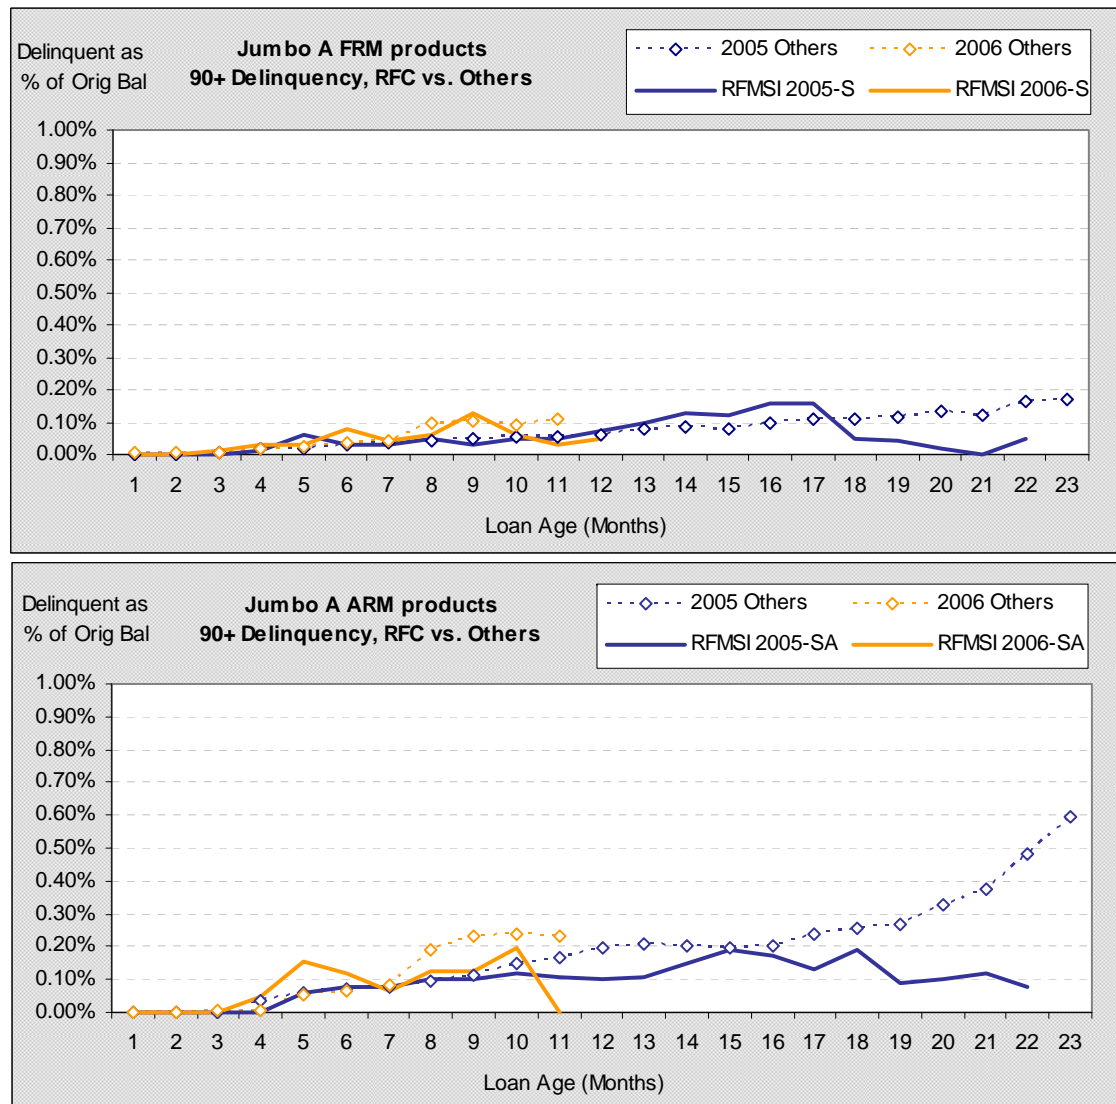 Delinquent as
% of Orig Bal
Jumbo A FRM products
90+ Delinquency, RFC vs. Others
2005 Others
2006 Others
RFMSI 2005-S
RFMSI 2006-S
1.00%
0.90%
0.80%
0.70%
0.60%
0.50%
0.40%
0.30%
0.20%
0.10%
0.00%
1 2 3 4 5 6 7 8 9 10 11 12 13 14 15 16 17 18 19 20 21 22 23
Loan Age (Months)
Delinquent as
% of Orig Bal
Jumbo A ARM products
90+ Delinquency, RFC vs. Others
2005 Others
2006 Others
RFMSI 2005-SA
RFMSI 2006-SA
1.00%
0.90%
0.80%
0.70%
0.60%
0.50%
0.40%
0.30%
0.20%
0.10%
0.00%
1 2 3 4 5 6 7 8 9 10 11 12 13 14 15 16 17 18 19 20 21 22 23
Loan Age (Months)